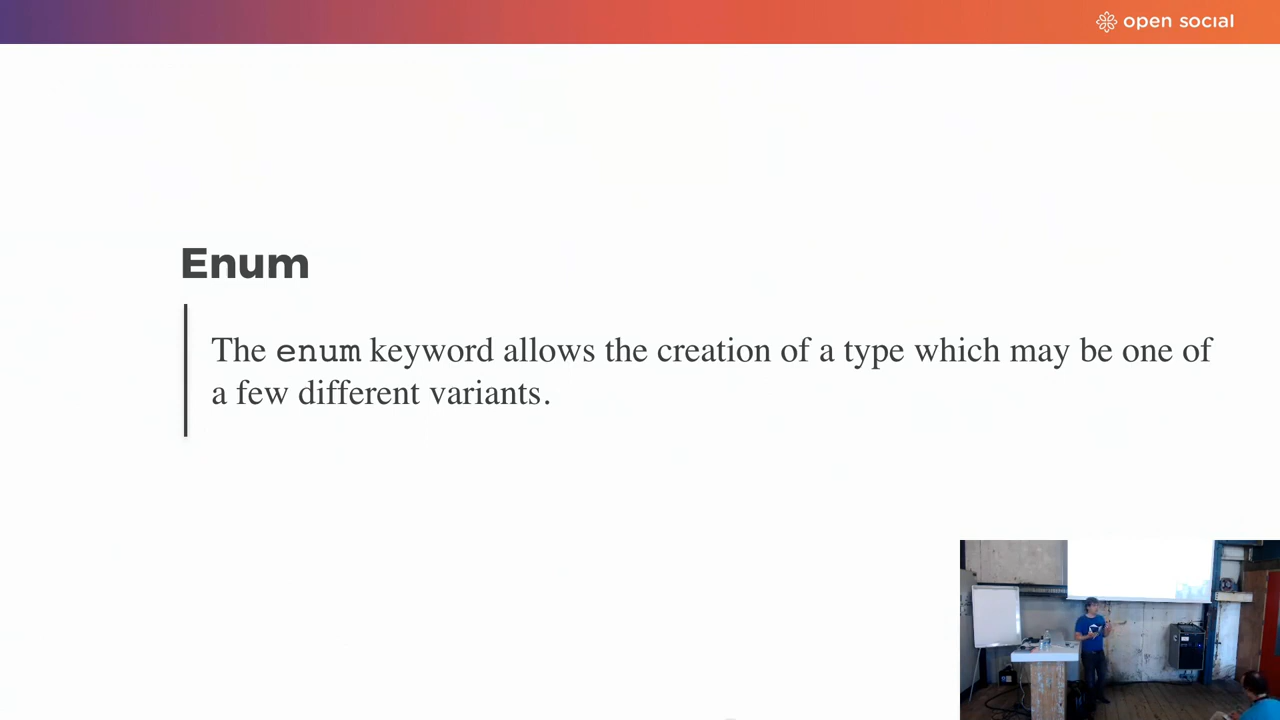 open social
Enum
The enum keyword allows the creation of a type which may be one of
a few different variants.